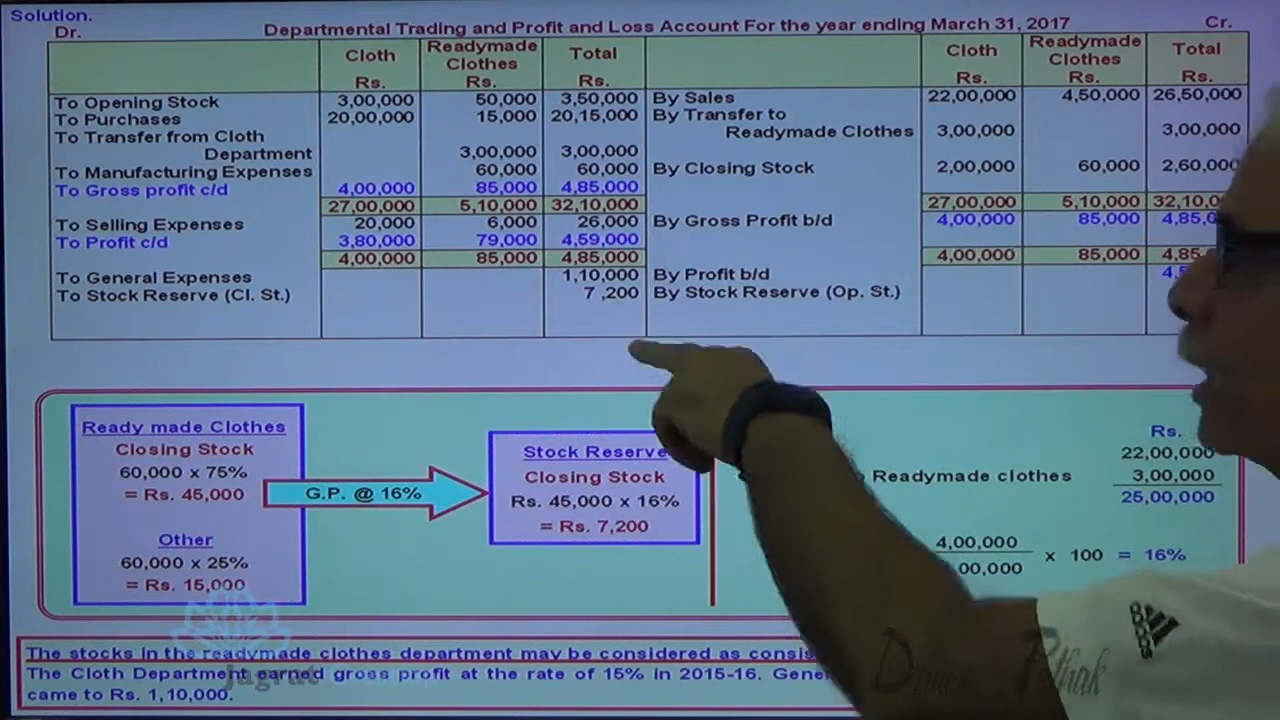 Solution.
Departmental Trading and Profit and Loss Account For the year ending March 31, 2017
Dr. Cr.
Cloth Readymade Clothes Total Cloth Readymade Clothes Total
Rs. Rs. Rs. Rs. Rs. Rs.
To Opening Stock 3,00,000 50,000 3,50,000 By Sales 22,00,000 4,50,000 26,50,000
To Purchases 20,00,000 15,000 20,15,000 By Transfer to
To Transfer from Cloth Readymade Clothes 3,00,000 3,00,000
Department 3,00,000 3,00,000
To Manufacturing Expenses 60,000 60,000 By Closing Stock 2,00,000 60,000 2,60,000
To Gross profit c/d 4,00,000 85,000 4,85,000
27,00,000 5,10,000 32,10,000 27,00,000 5,10,000 32,10,0
To Selling Expenses 20,000 6,000 26,000 By Gross Profit b/d 4,00,000 85,000 4,85,
To Profit c/d 3,80,000 79,000 4,59,000
4,00,000 85,000 4,85,000 4,00,000 85,000 4,85
To General Expenses 1,10,000 By Profit b/d
To Stock Reserve (Cl. St.) 7,200 By Stock Reserve (Op. St.)
Ready made Clothes
Closing Stock
60,000 x 75%
= Rs. 45,000
Other
60,000 x 25%
= Rs. 15,000
G.P. @ 16%
Stock Reserve
Closing Stock
Rs. 45,000 x 16%
= Rs. 7,200
Rs.
22,00,000
Readymade clothes 3,00,000
25,00,000
4,00,000
00,000 x 100 = 16%
The stocks in the readymade clothes department may be considered as
The Cloth Department earned gross profit at the rate of 15% in 2015-16.
came to Rs. 1,10,000.
jagrat
Pathak